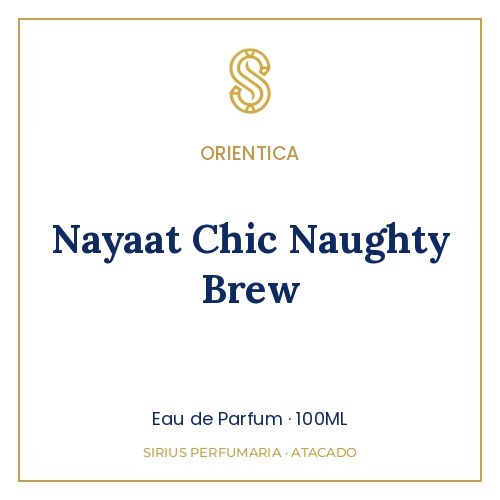 ORIENTICA
Nayaat Chic Naughty
Brew
Eau de Parfum · 100ML
SIRIUS PERFUMARIA · ATACADO